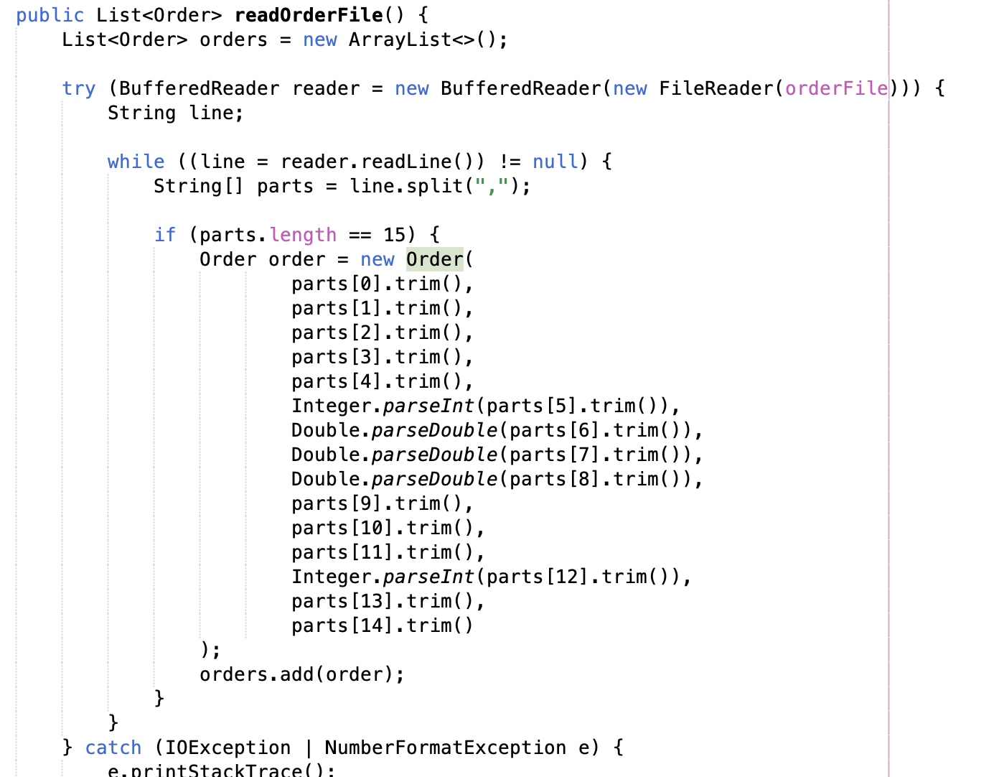 public List<Order> readOrderFile() {
List<Order> orders = new ArrayList<>();
try (BufferedReader reader = new BufferedReader(new FileReader(orderFile))) {
String line;
while ((line = reader.readLine()) != null) {
String[] parts = line.split(",");
if (parts.length == 15) {
Order order = new Order(
parts[0].trim(),
parts[1].trim(),
parts[2].trim(),
parts[3].trim(),
parts[4].trim(),
Integer.parseInt(parts[5].trim()),
Double.parseDouble(parts[6].trim()),
Double.parseDouble(parts[7].trim()),
Double.parseDouble(parts[8].trim()),
parts[9].trim(),
parts[10].trim(),
parts[11].trim(),
Integer.parseInt(parts[12].trim()),
parts[13].trim(),
parts[14].trim()
);
orders.add(order);
}
}
} catch (IOException | NumberFormatException e) {
e.printStackTrace();